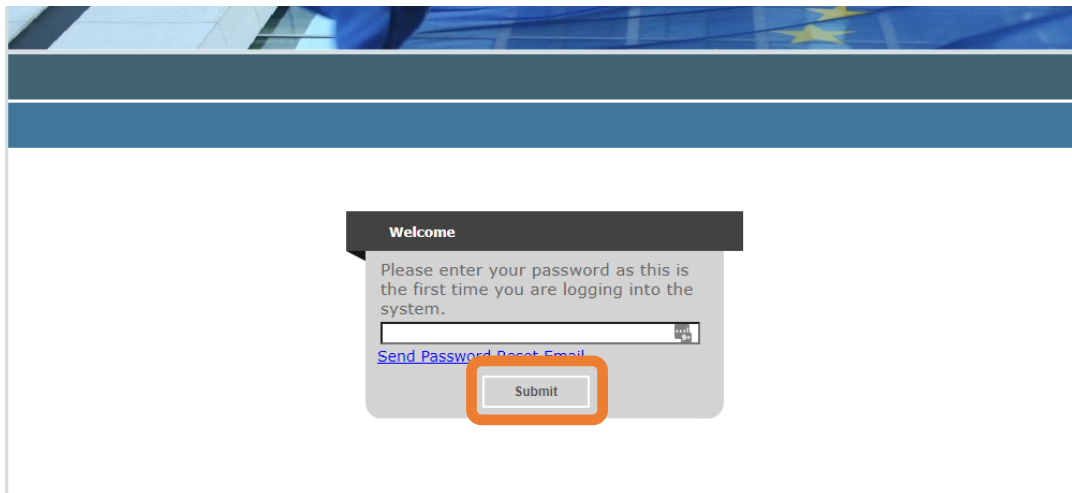 Welcome
Please enter your password as this is
the first time you are logging into the
system.
Send Password Reset Email
Submit